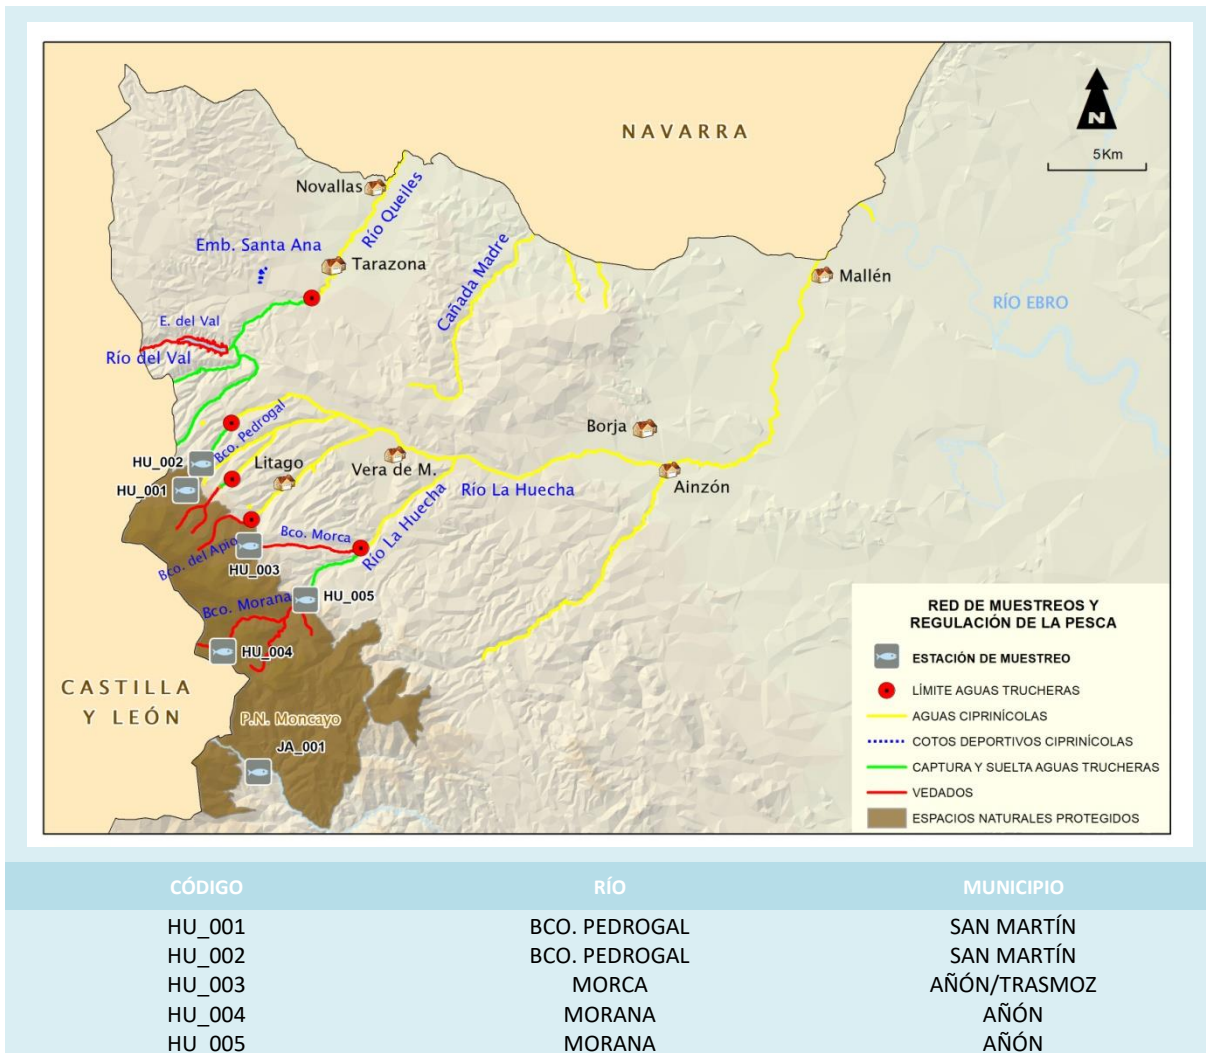 NAVARRA
N
5Km
Novallas
Río Queiles
Emb. Santa Ana
Tarazona
Cañada Madre
Mallén
RÍO EBRO
E. del Val
Río del Val
Bco. Pedrogal
Borja
HU_002
Litago
Vera de M.
HU_001
Río La Huecha
Ainzón
Bco. Morca
Río La Huecha
Bco. del Apio
HU_003
Bco. Morana
HU_005
HU_004
CASTILLA
Y LEÓN
P.N. Moncayo
JA_001
RED DE MUESTREOS Y
REGULACIÓN DE LA PESCA
ESTACIÓN DE MUESTREO
LÍMITE AGUAS TRUCHERAS
AGUAS CIPRINÍCOLAS
COTOS DEPORTIVOS CIPRINÍCOLAS
CAPTURA Y SUELTA AGUAS TRUCHERAS
VEDADOS
ESPACIOS NATURALES PROTEGIDOS
CÓDIGO RÍO MUNICIPIO
HU_001 BCO. PEDROGAL SAN MARTÍN
HU_002 BCO. PEDROGAL SAN MARTÍN
HU_003 MORCA AÑÓN/TRASMOZ
HU_004 MORANA AÑÓN
HU_005 MORANA AÑÓN